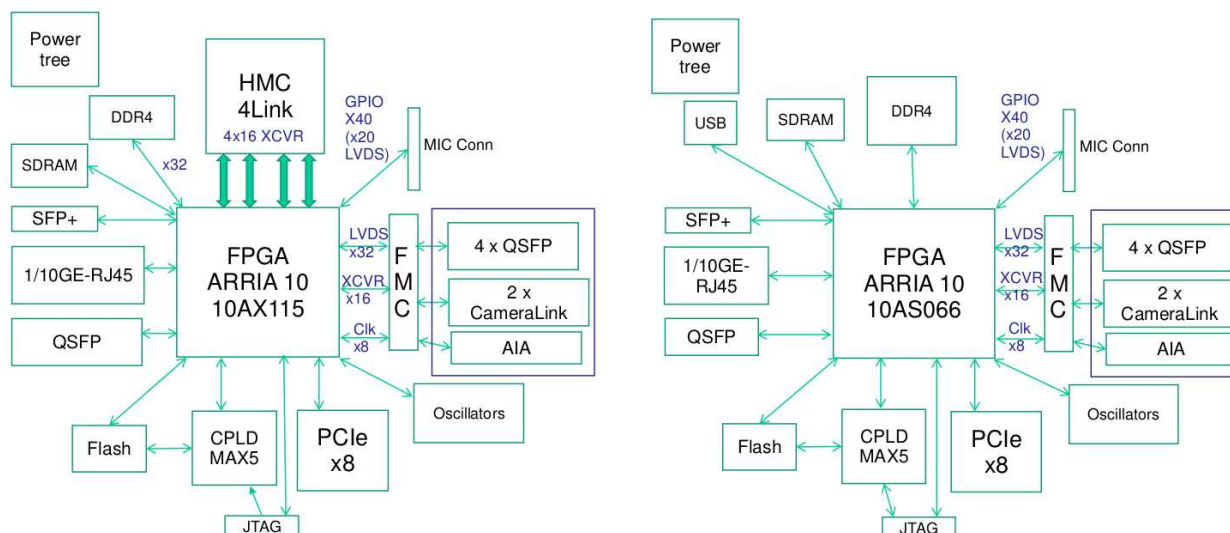 Power
tree
HMC
4Link
4x16 XCVR
GPIO
X40
(x20
LVDS)
MIC Conn
DDR4
x32
SDRAM
SFP+
1/10GE-RJ45
QSFP
FPGA
ARRIA 10
10AX115
LVDS
x32
XCVR
x16
Clk
x8
F
M
C
4 x QSFP
2 x
CameraLink
AIA
Oscillators
Flash
CPLD
MAX5
PCIe
x8
JTAG
Power
tree
USB
SDRAM
DDR4
GPIO
X40
(x20
LVDS)
MIC Conn
SFP+
1/10GE-
RJ45
QSFP
FPGA
ARRIA 10
10AS066
LVDS
x32
XCVR
x16
Clk
x8
F
M
C
4 x QSFP
2 x
CameraLink
AIA
Oscillators
Flash
CPLD
MAX5
PCIe
x8
JTAG